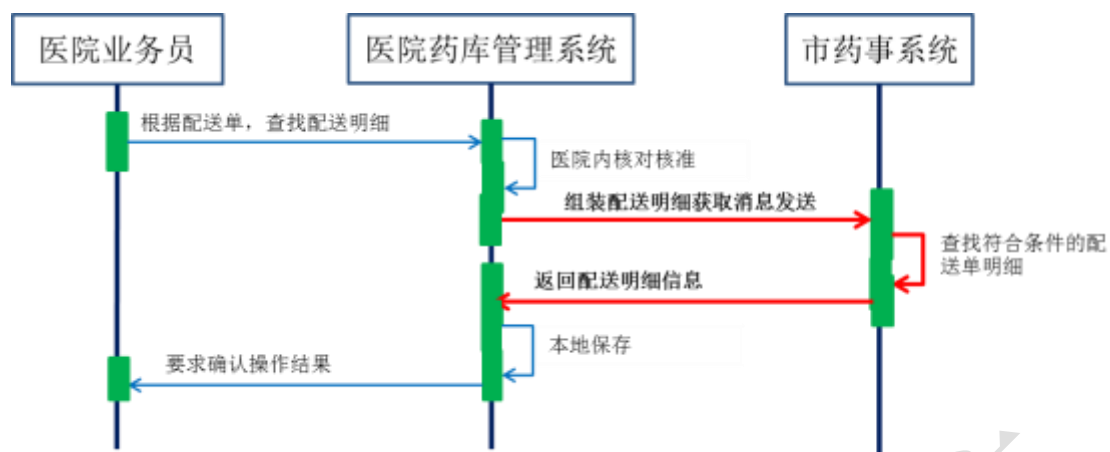 医院业务员
医院药库管理系统
市药事系统
根据配送单，查找配送明细
医院内核对核准
组装配送明细获取消息发送
查找符合条件的配
送单明细
返回配送明细信息
本地保存
要求确认操作结果